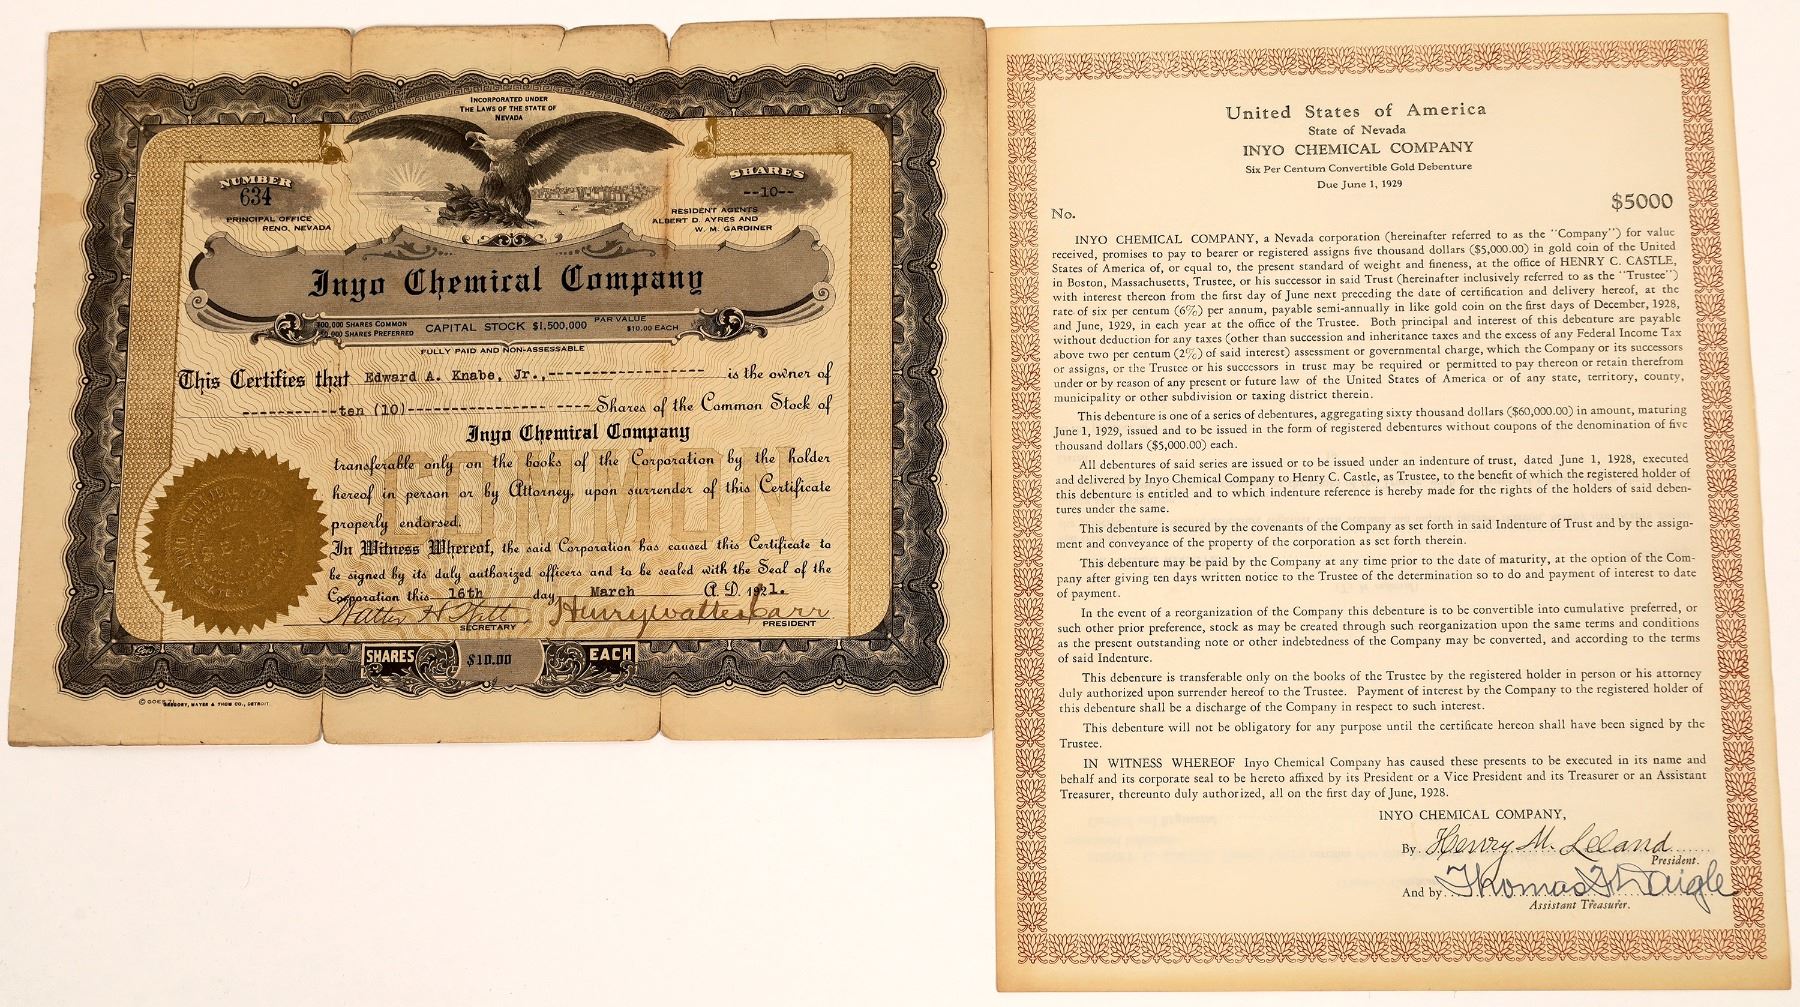 INCORPORATED UNDER
THE LAWS OF THE STATE OF
NEVADA
NUMBER
634
PRINCIPAL OFFICE
RENO, NEVADA
SHARES
--10--
RESIDENT AGENTS
ALBERT D. AYRES AND
W. M. GARDINER
Inyo Chemical Company
000 SHARES COMMON
000 SHARES PREFERRED
CAPITAL STOCK $1,500,000
PAR VALUE
$10.00 EACH
FULLY PAID AND NON-ASSESSABLE
This Certifies that Edward A. Knabe, Jr.,-------------------- is the owner of
------------ten (10)------------------ ----Shares of the Common Stock of
Inyo Chemical Company
COMMON
transferable only on the books of the Corporation by the holder
hereof in person or by Attorney, upon surrender of this Certificate
properly endorsed.
In Witness Whereof, the said Corporation has caused this Certificate to
be signed by its duly authorized officers and to be sealed with the Seal of the
Corporation this 16th day March A. D. 1921.
SEAL
Walter H
SECRETARY
PRESIDENT
SHARES $10.00 EACH
© GOES
GREGORY, MAYER & THOM CO., DETROIT
United States of America
State of Nevada
INYO CHEMICAL COMPANY
Six Per Centum Convertible Gold Debenture
Due June 1, 1929
No. $5000
INYO CHEMICAL COMPANY, a Nevada corporation (hereinafter referred to as the "Company") for value
received, promises to pay to bearer or registered assigns five thousand dollars ($5,000.00) in gold coin of the United
States of America of, or equal to, the present standard of weight and fineness, at the office of HENRY C. CASTLE,
in Boston, Massachusetts, Trustee, or his successor in said Trust (hereinafter inclusively referred to as the "Trustee")
with interest thereon from the first day of June next preceding the date of certification and delivery hereof, at the
rate of six per centum (6%) per annum, payable semi-annually in like gold coin on the first days of December, 1928,
and June, 1929, in each year at the office of the Trustee. Both principal and interest of this debenture are payable
without deduction for any taxes (other than succession and inheritance taxes and the excess of any Federal Income Tax
above two per centum (2%) of said interest) assessment or governmental charge, which the Company or its successors
or assigns, or the Trustee or his successors in trust may be required or permitted to pay thereon or retain therefrom
under or by reason of any present or future law of the United States of America or of any state, territory, county,
municipality or other subdivision or taxing district therein.
This debenture is one of a series of debentures, aggregating sixty thousand dollars ($60,000.00) in amount, maturing
June 1, 1929, issued and to be issued in the form of registered debentures without coupons of the denomination of five
thousand dollars ($5,000.00) each.
All debentures of said series are issued or to be issued under an indenture of trust, dated June 1, 1928, executed
and delivered by Inyo Chemical Company to Henry C. Castle, as Trustee, to the benefit of which the registered holder of
this debenture is entitled and to which indenture reference is hereby made for the rights of the holders of said deben-
tures under the same.
This debenture is secured by the covenants of the Company as set forth in said Indenture of Trust and by the assign-
ment and conveyance of the property of the corporation as set forth therein.
This debenture may be paid by the Company at any time prior to the date of maturity, at the option of the Com-
pany after giving ten days written notice to the Trustee of the determination so to do and payment of interest to date
of payment.
In the event of a reorganization of the Company this debenture is to be convertible into cumulative preferred, or
such other prior preference, stock as may be created through such reorganization upon the same terms and conditions
as the present outstanding note or other indebtedness of the Company may be converted, and according to the terms
of said Indenture.
This debenture is transferable only on the books of the Trustee by the registered holder in person or his attorney
duly authorized upon surrender hereof to the Trustee. Payment of interest by the Company to the registered holder of
this debenture shall be a discharge of the Company in respect to such interest.
This debenture will not be obligatory for any purpose until the certificate hereon shall have been signed by the
Trustee.
IN WITNESS WHEREOF Inyo Chemical Company has caused these presents to be executed in its name and
behalf and its corporate seal to be hereto affixed by its President or a Vice President and its Treasurer or an Assistant
Treasurer, thereunto duly authorized, all on the first day of June, 1928.
INYO CHEMICAL COMPANY,
By Henry M. Leland
President.
And by Thomas F. Daigle
Assistant Treasurer.